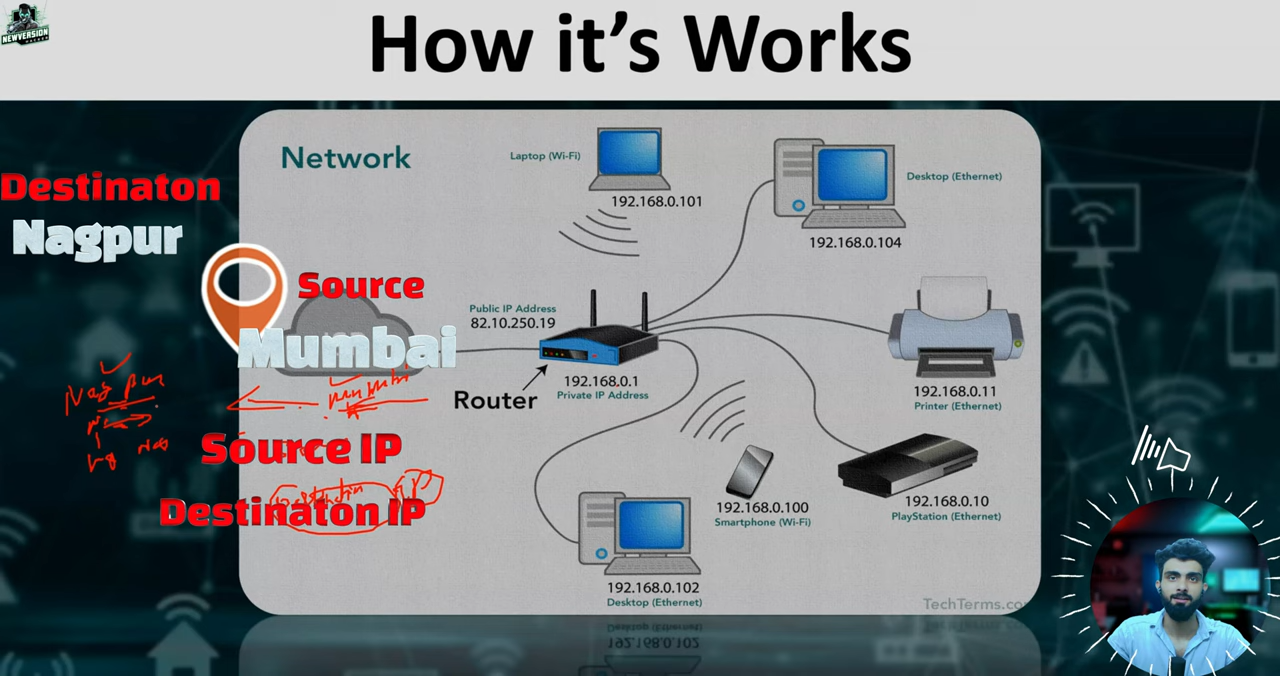 NEWVERSION
How it's Works
Destinaton
Nagpur
Source
Mumbai
Nagpur
Source IP
Destinaton IP
Network
Laptop (Wi-Fi)
192.168.0.101
Desktop (Ethernet)
192.168.0.104
Public IP Address
82.10.250.19
192.168.0.1
Private IP Address
Router
192.168.0.11
Printer (Ethernet)
192.168.0.100
Smartphone (Wi-Fi)
192.168.0.10
PlayStation (Ethernet)
192.168.0.102
Desktop (Ethernet)
TechTerms.co